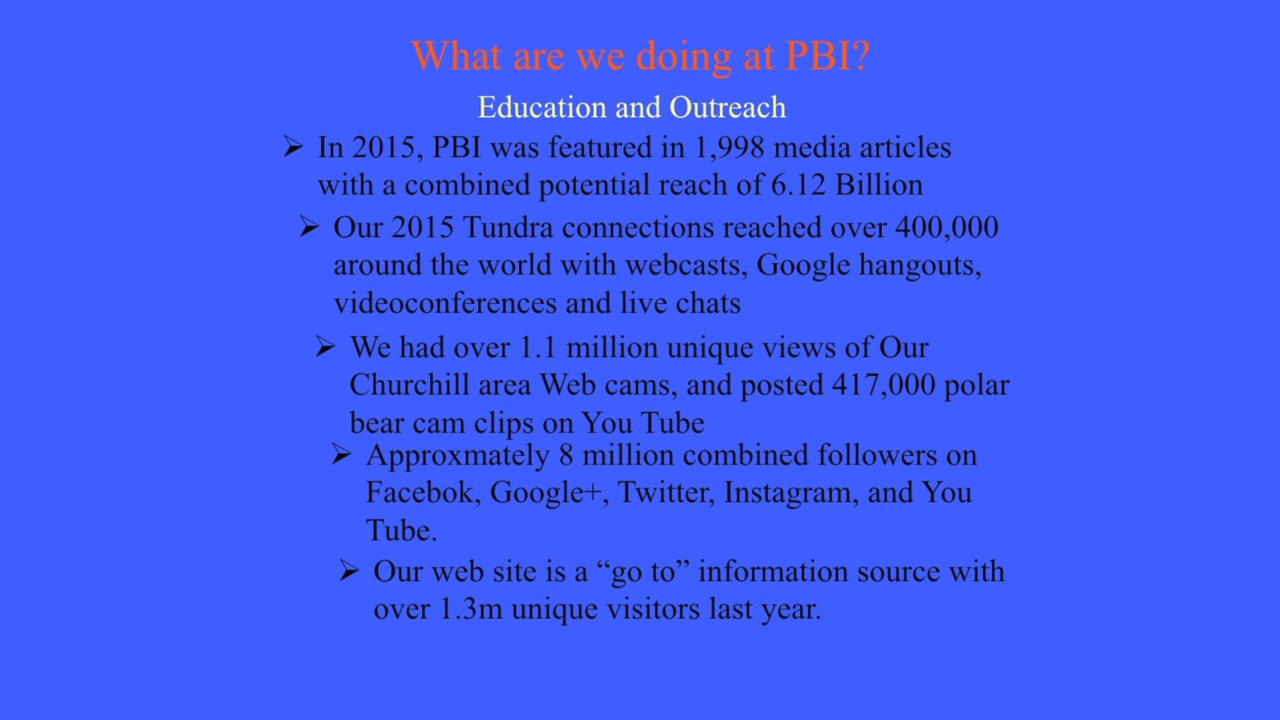 What are we doing at PBI?
Education and Outreach
➢ In 2015, PBI was featured in 1,998 media articles
with a combined potential reach of 6.12 Billion
➢ Our 2015 Tundra connections reached over 400,000
around the world with webcasts, Google hangouts,
videoconferences and live chats
➢ We had over 1.1 million unique views of Our
Churchill area Web cams, and posted 417,000 polar
bear cam clips on You Tube
➢ Approxmately 8 million combined followers on
Facebok, Google+, Twitter, Instagram, and You
Tube.
➢ Our web site is a “go to” information source with
over 1.3m unique visitors last year.